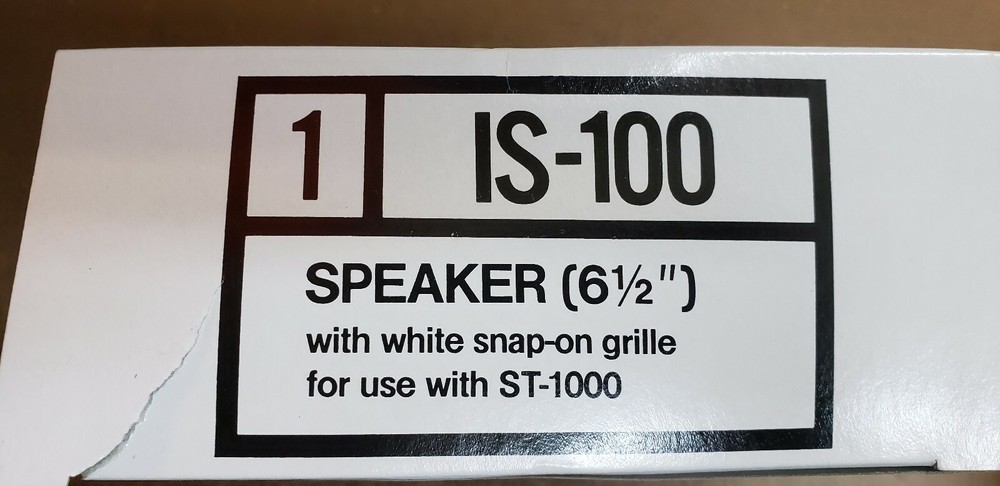 1
IS-100
SPEAKER (6½")
with white snap-on grille
for use with ST-1000